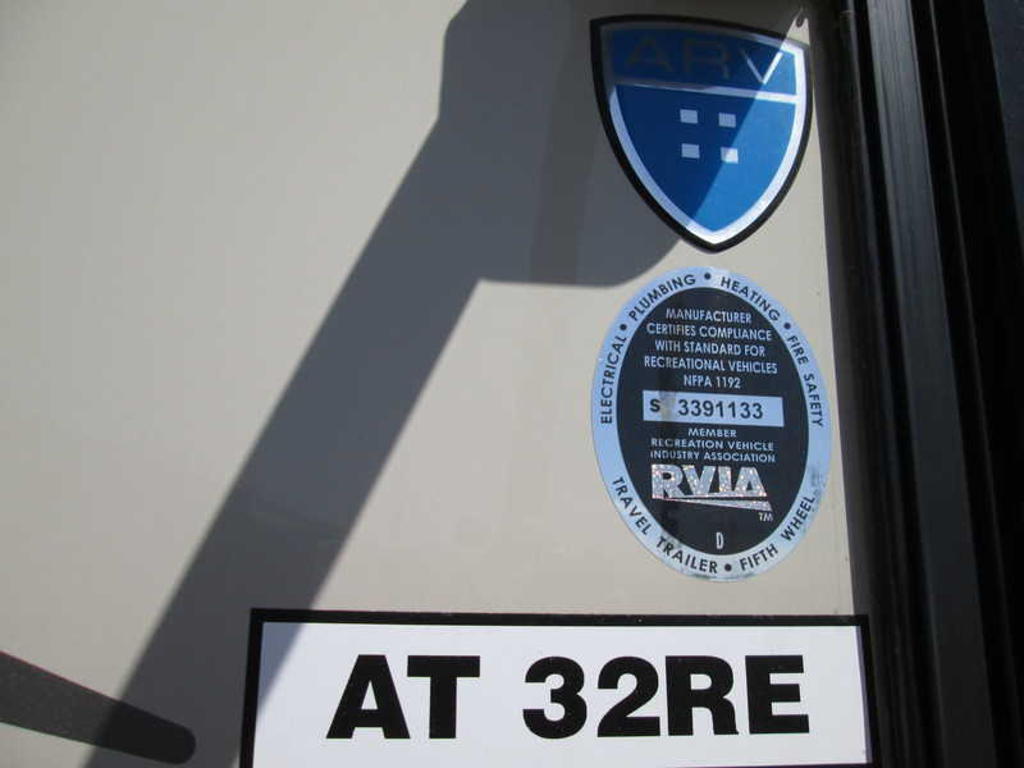 ARV
ELECTRICAL • PLUMBING • HEATING • FIRE SAFETY
MANUFACTURER
CERTIFIES COMPLIANCE
WITH STANDARD FOR
RECREATIONAL VEHICLES
NFPA 1192
S 3391133
MEMBER
RECREATION VEHICLE
INDUSTRY ASSOCIATION
RVIA
TM
D
TRAVEL TRAILER • FIFTH WHEEL
AT 32RE